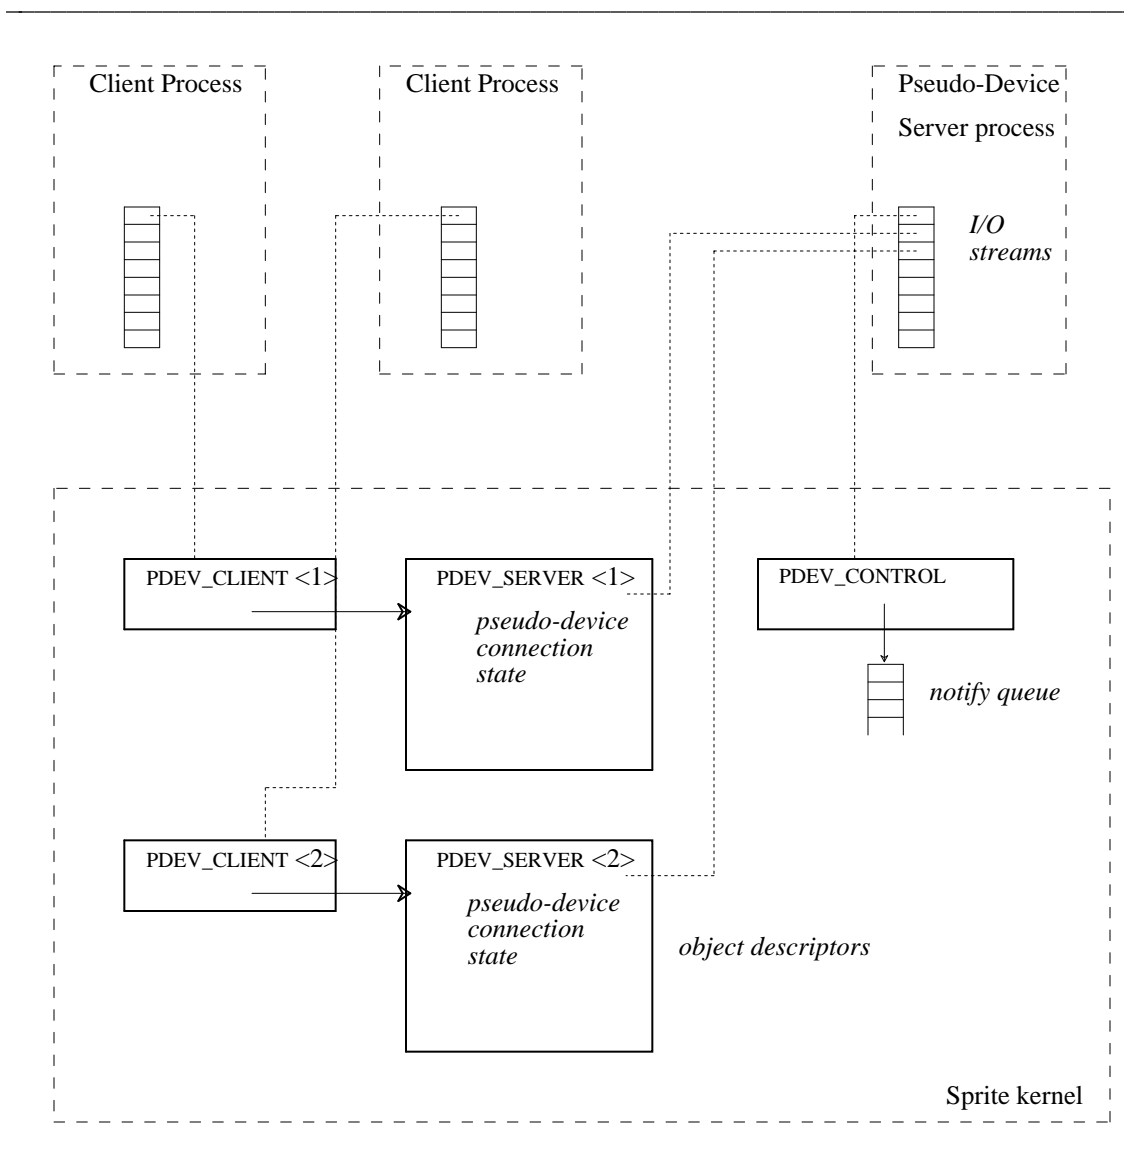 Client Process
Client Process
Pseudo-Device
Server process
I/O
streams
PDEV_CLIENT <1>
PDEV_SERVER <1>
pseudo-device
connection
state
PDEV_CONTROL
notify queue
PDEV_CLIENT <2>
PDEV_SERVER <2>
pseudo-device
connection
state
object descriptors
Sprite kernel